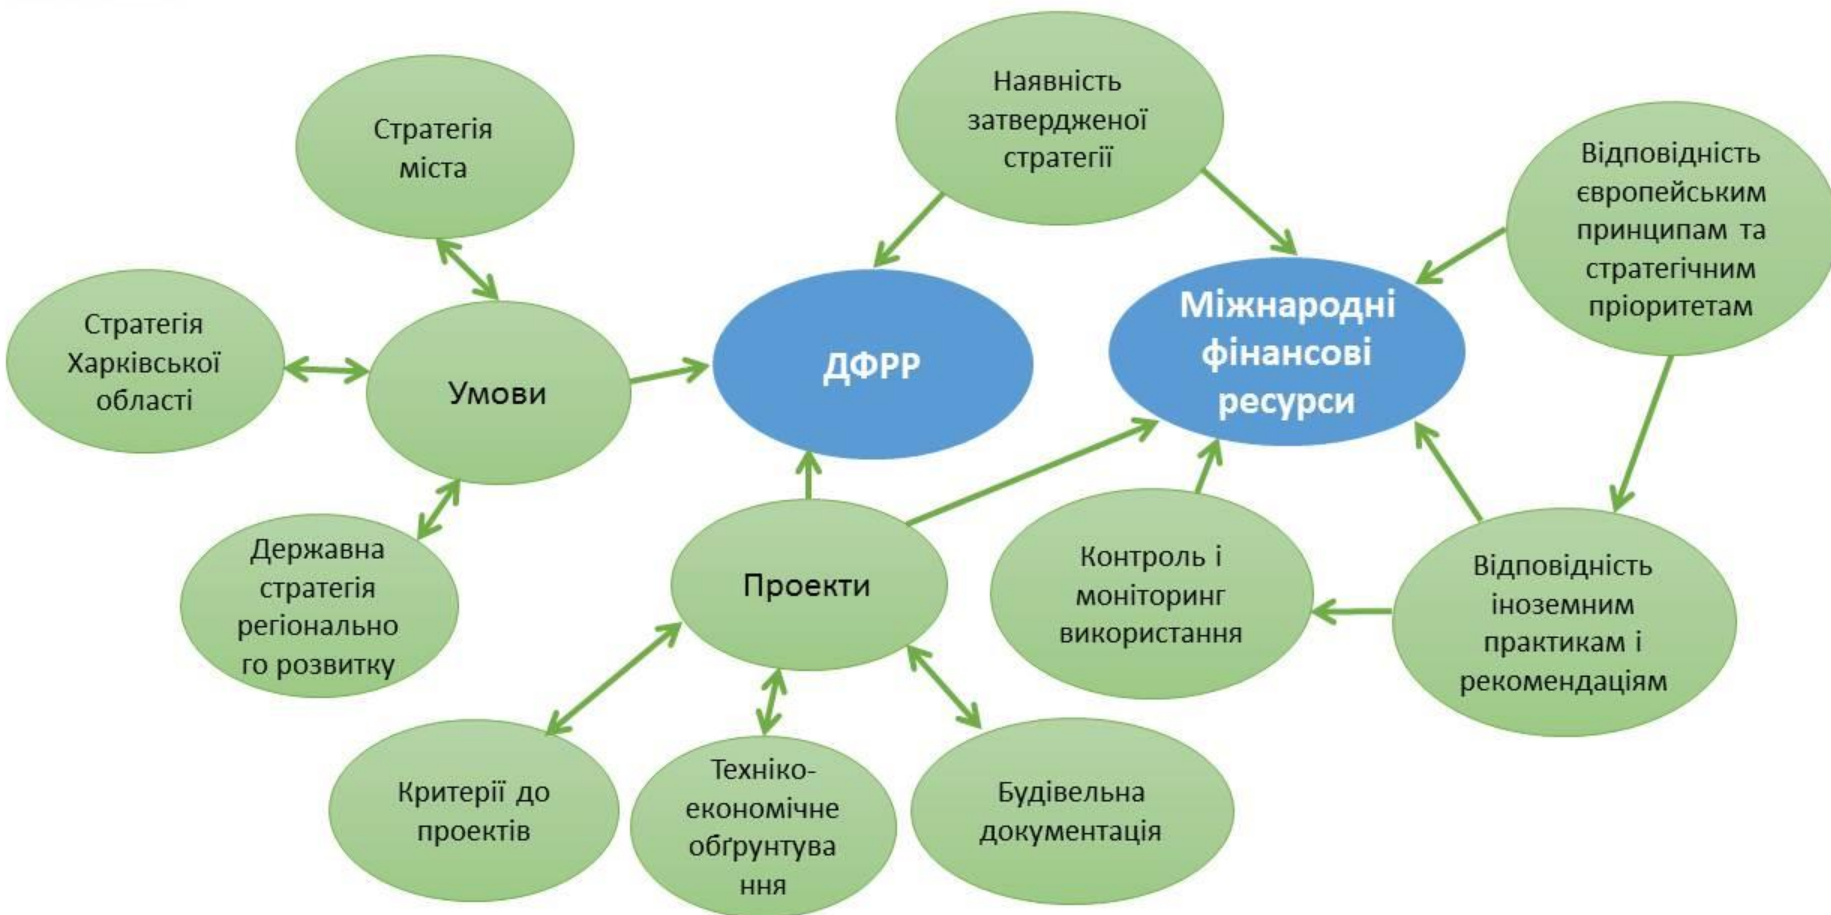 Стратегія
міста
Наявність
затвердженої
стратегії
Відповідність
європейським
принципам та
стратегічним
пріоритетам
Стратегія
Харківської
області
Умови
ДФРР
Міжнародні
фінансові
ресурси
Державна
стратегія
регіонально
го розвитку
Проекти
Контроль і
моніторинг
використання
Відповідність
іноземним
практикам і
рекомендаціям
Критерії до
проектів
Техніко-
економічне
обґрунтува
ння
Будівельна
документація